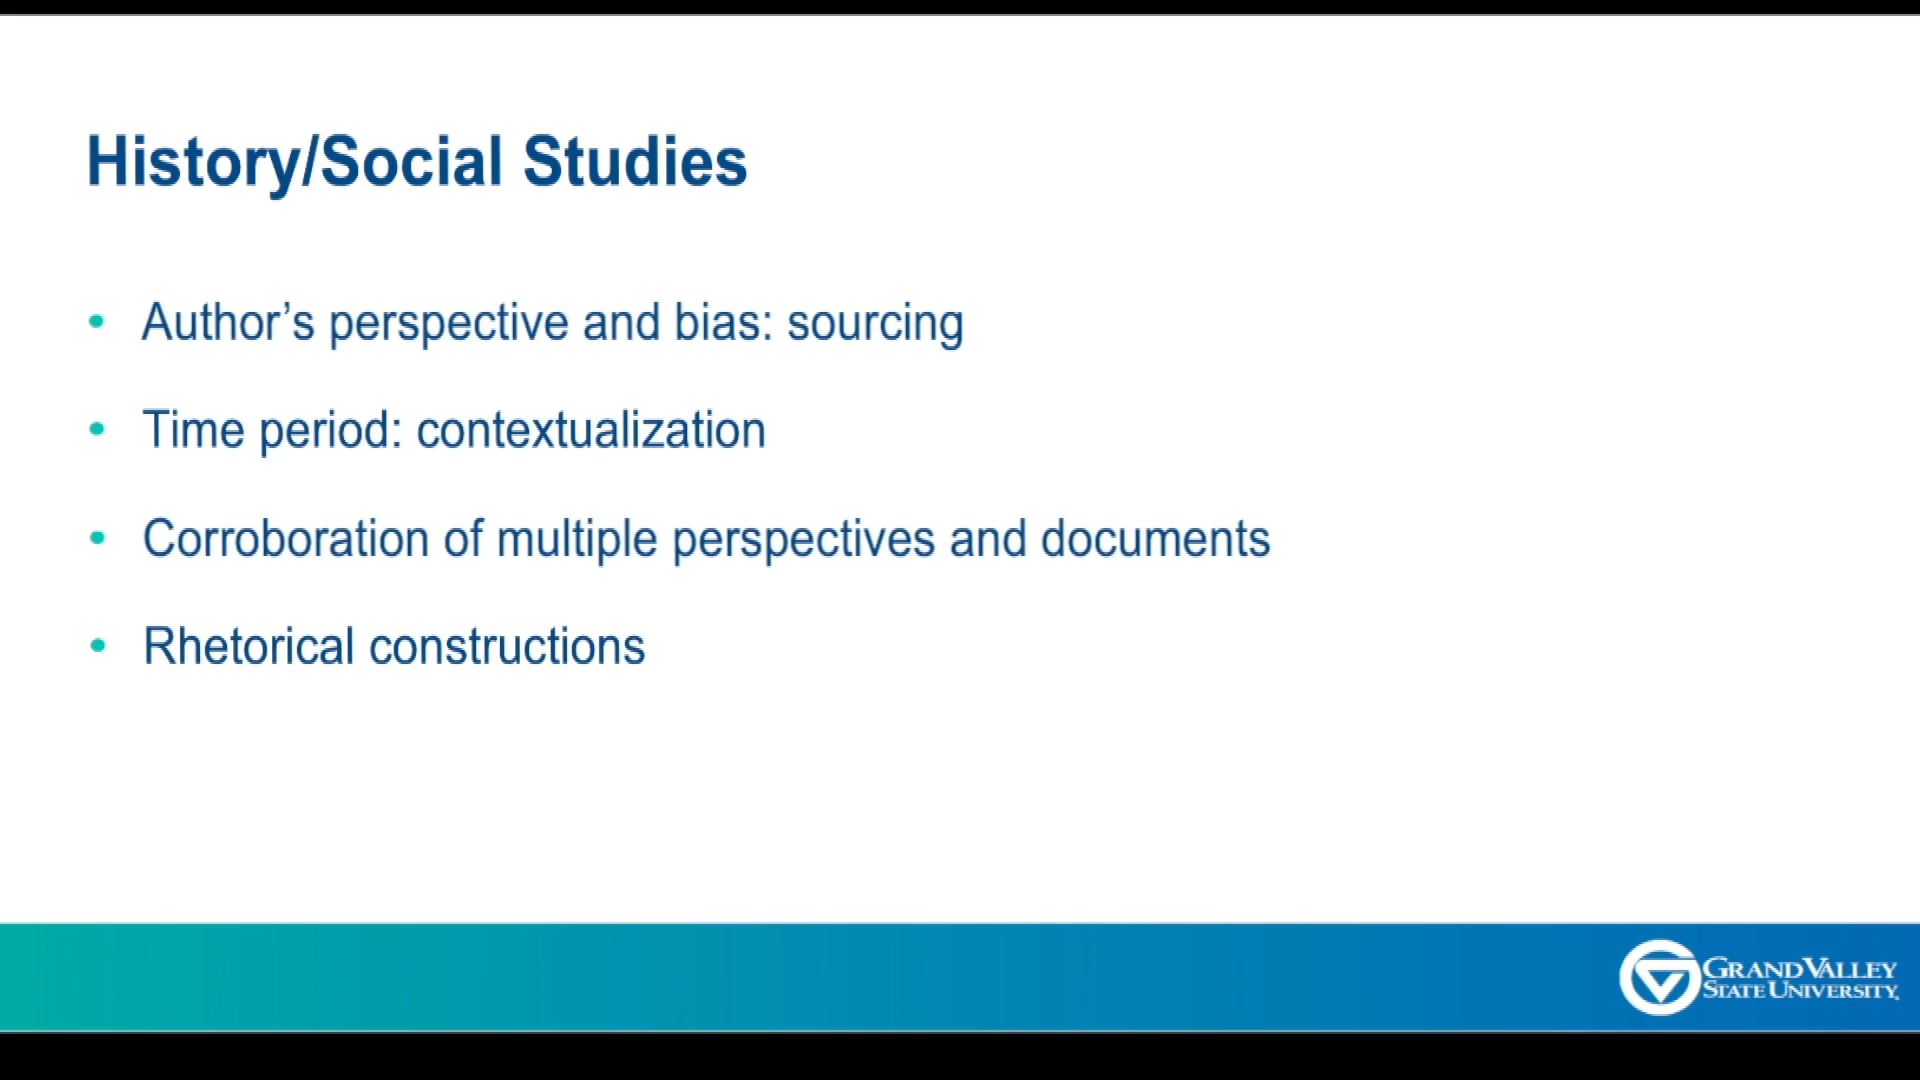 History/Social Studies
• Author’s perspective and bias: sourcing
• Time period: contextualization
• Corroboration of multiple perspectives and documents
• Rhetorical constructions
GRAND VALLEY
STATE UNIVERSITY